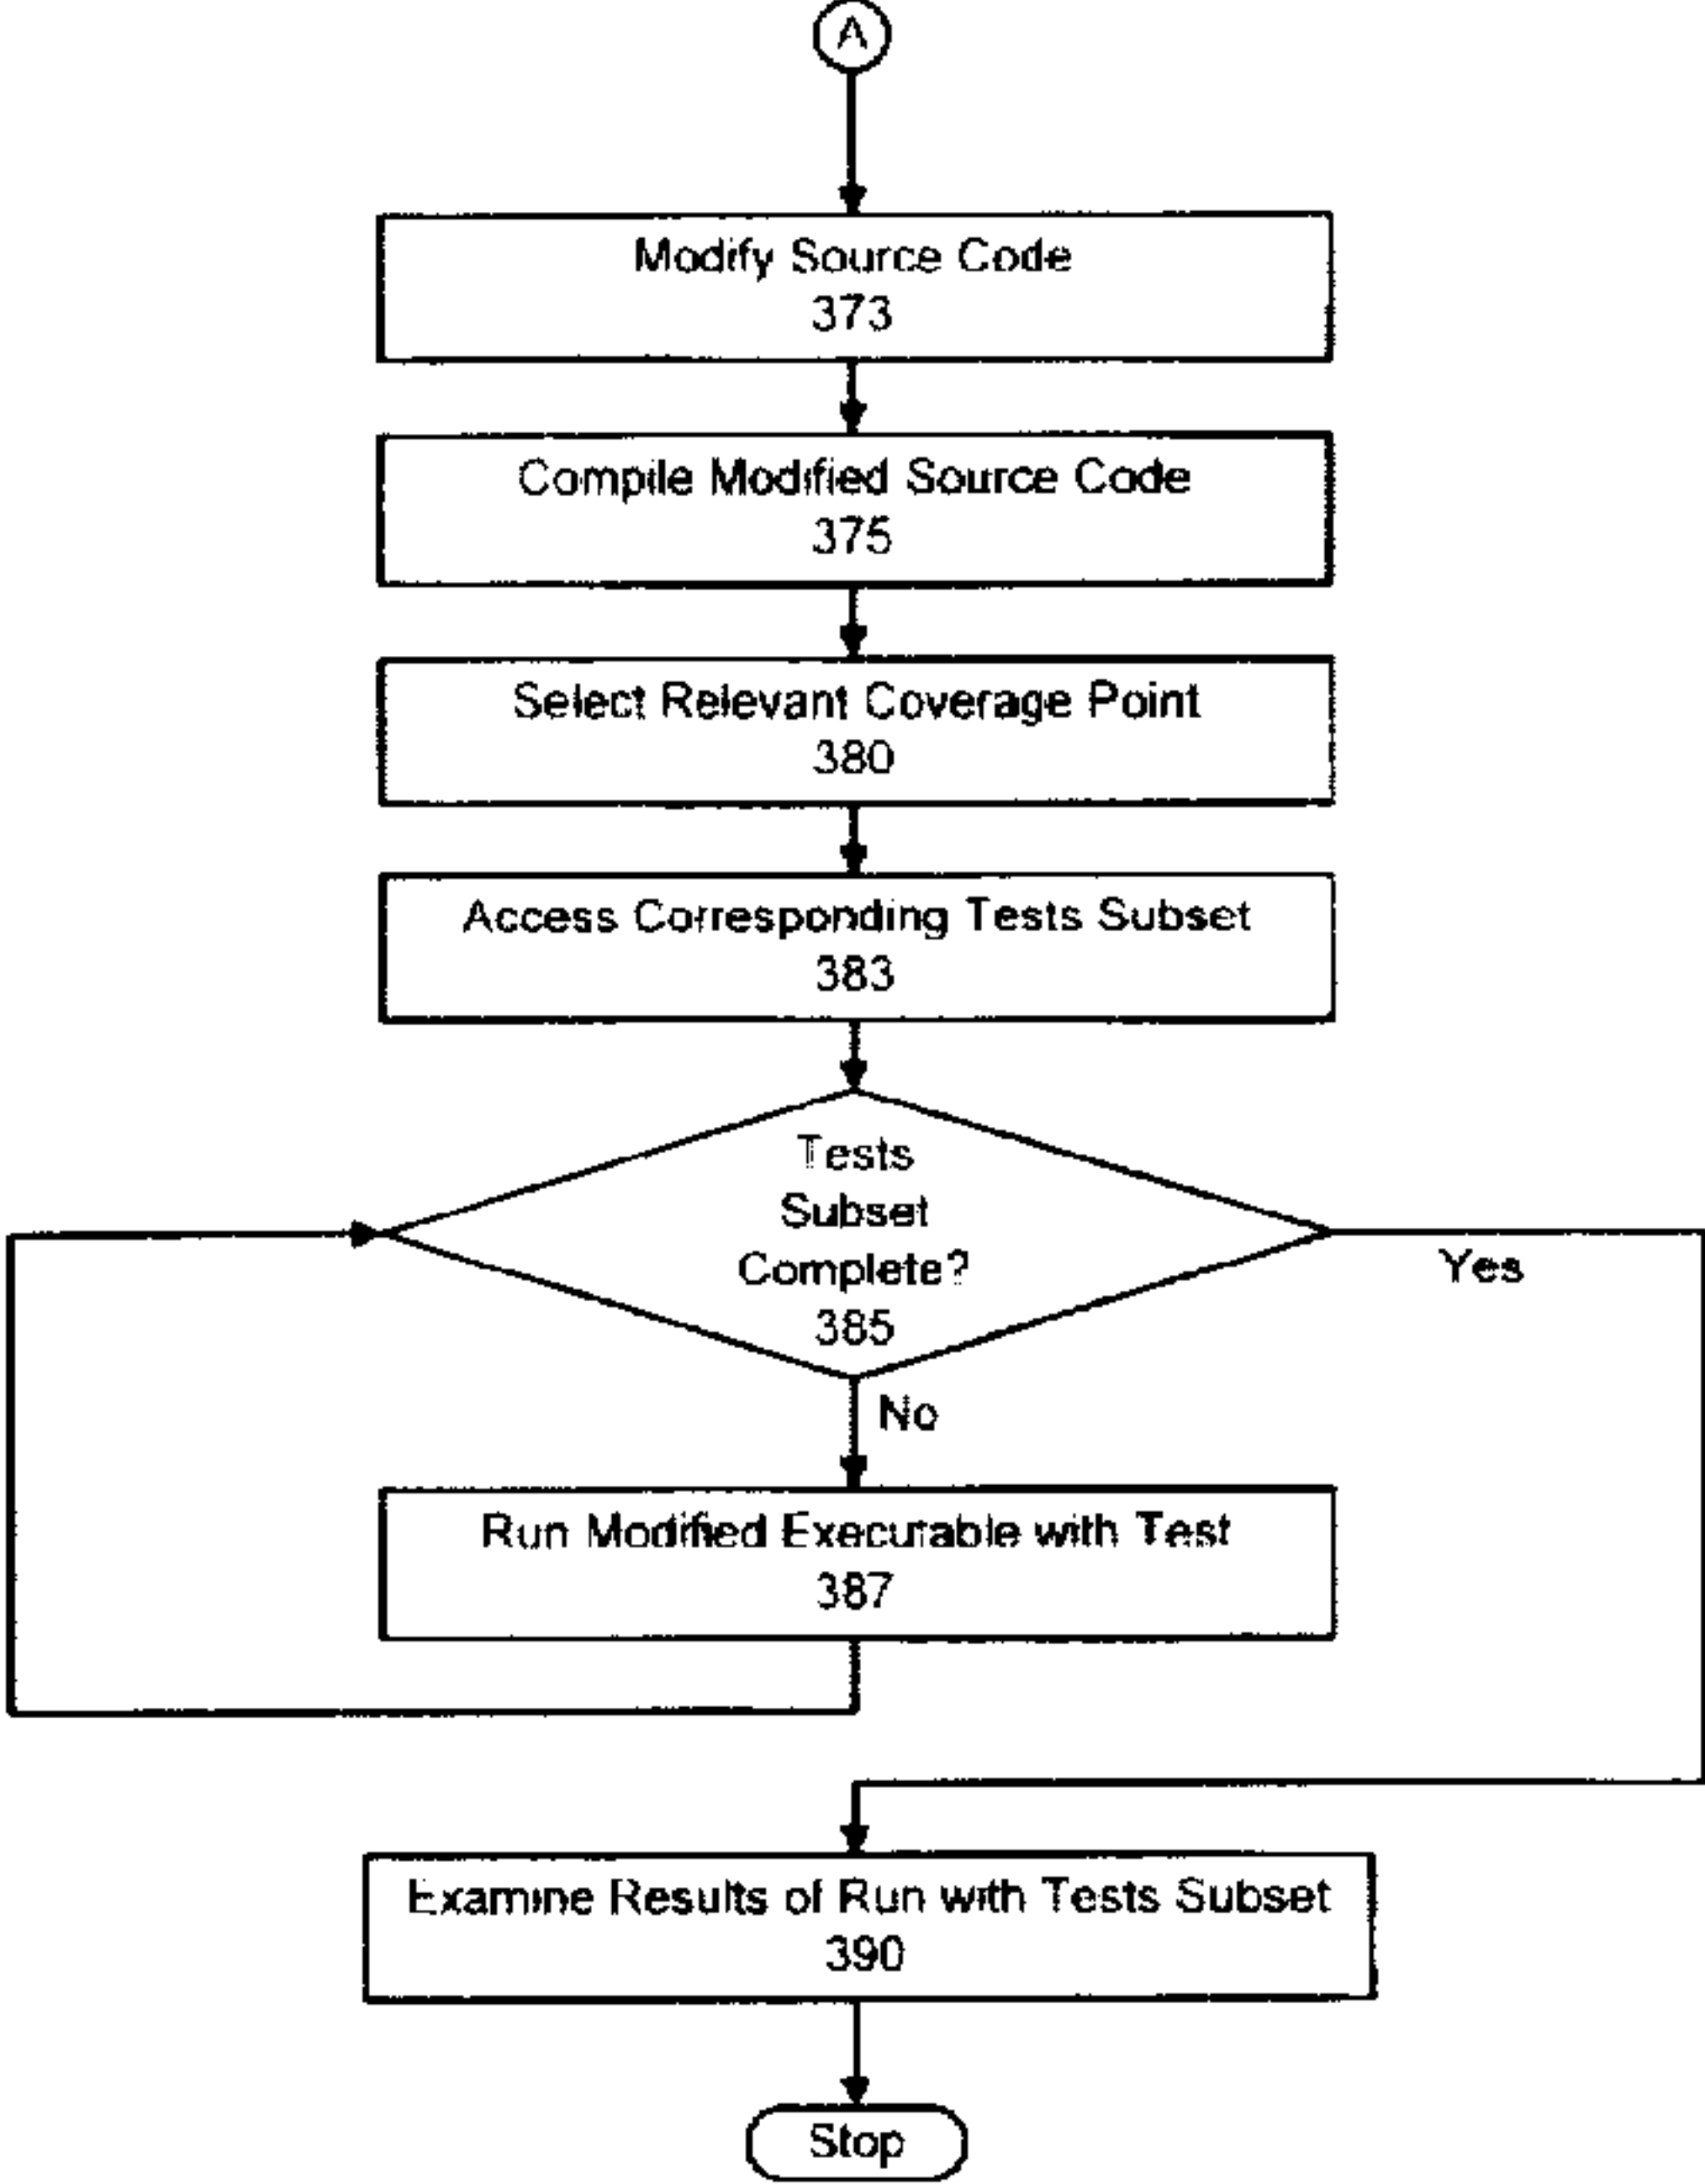 A
Modify Source Code
373
Compile Modified Source Code
375
Select Relevant Coverage Point
380
Access Corresponding Tests Subset
383
Tests
Subset
Complete?
385
Yes
No
Run Modified Executable with Test
387
Examine Results of Run with Tests Subset
390
Stop